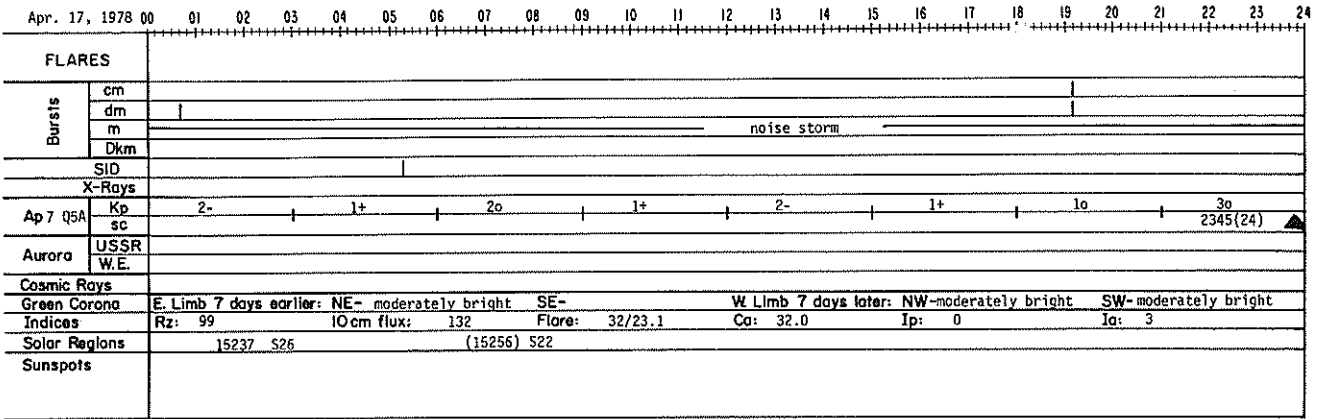 Apr. 17, 1978 00 01 02 03 04 05 06 07 08 09 10 11 12 13 14 15 16 17 18 19 20 21 22 23 24
FLARES
Bursts
cm
dm
m noise storm
Dkm
SID
X-Rays
Ap 7 Q5A Kp 2- 1+ 2o 1+ 2- 1+ 1o 3o
sc 2345(24)
Aurora USSR
W.E.
Cosmic Rays
Green Corona E. Limb 7 days earlier: NE- moderately bright SE- W. Limb 7 days later: NW-moderately bright SW- moderately bright
Indices Rz: 99 10 cm flux: 132 Flare: 32/23.1 Ca: 32.0 Ip: 0 Ia: 3
Solar Regions 15237 S26 (15256) S22
Sunspots